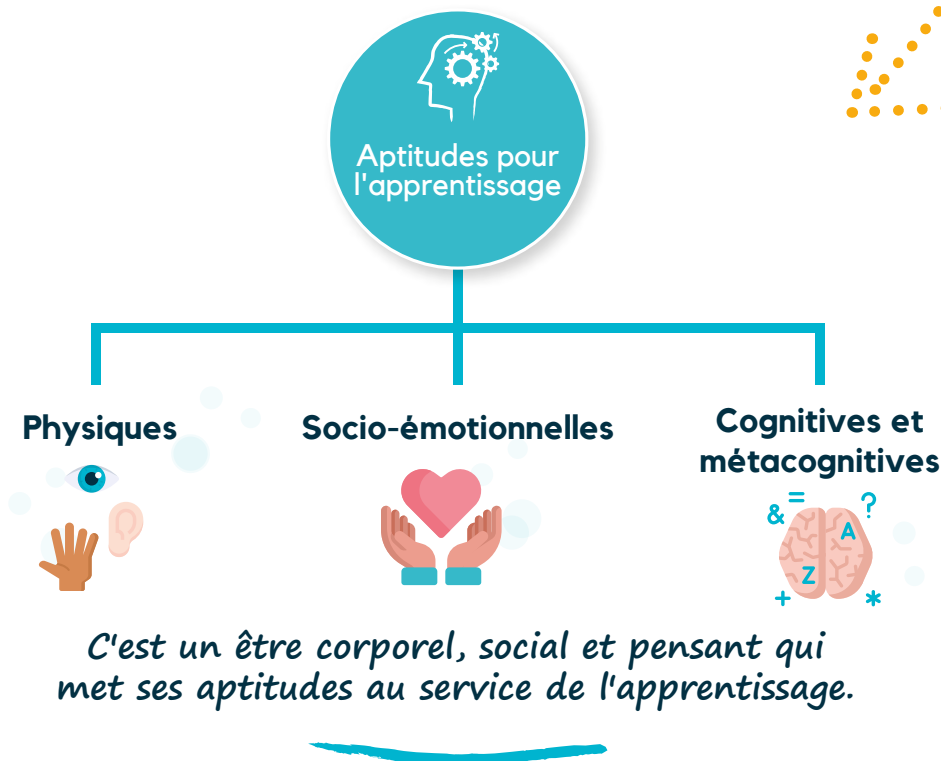 Aptitudes pour
l'apprentissage
Physiques
Socio-émotionnelles
Cognitives et
métacognitives
& = ?
A
Z
+ *
C'est un être corporel, social et pensant qui
met ses aptitudes au service de l'apprentissage.